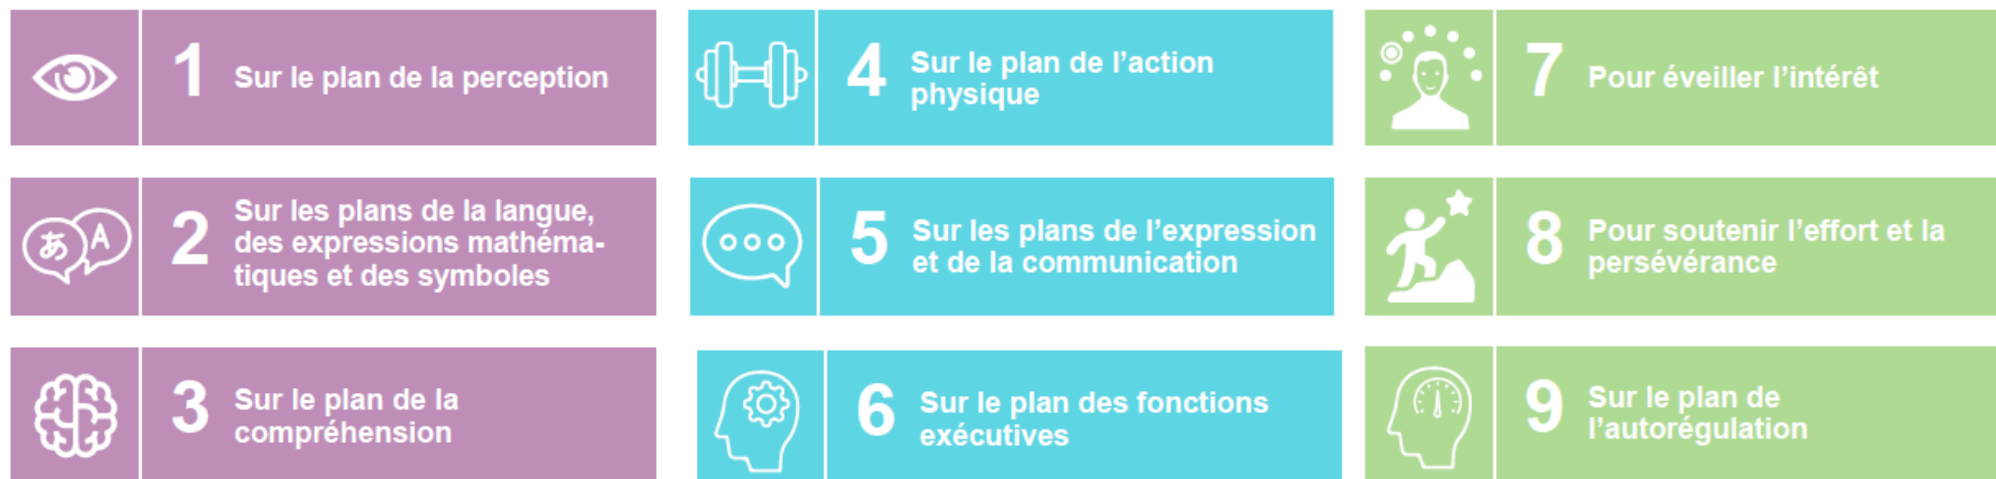 1 Sur le plan de la perception
2 Sur les plans de la langue,
des expressions mathéma-
tiques et des symboles
あ A
3 Sur le plan de la
compréhension
4 Sur le plan de l'action
physique
5 Sur les plans de l'expression
et de la communication
6 Sur le plan des fonctions
exécutives
7 Pour éveiller l'intérêt
8 Pour soutenir l'effort et la
persévérance
9 Sur le plan de
l'autorégulation